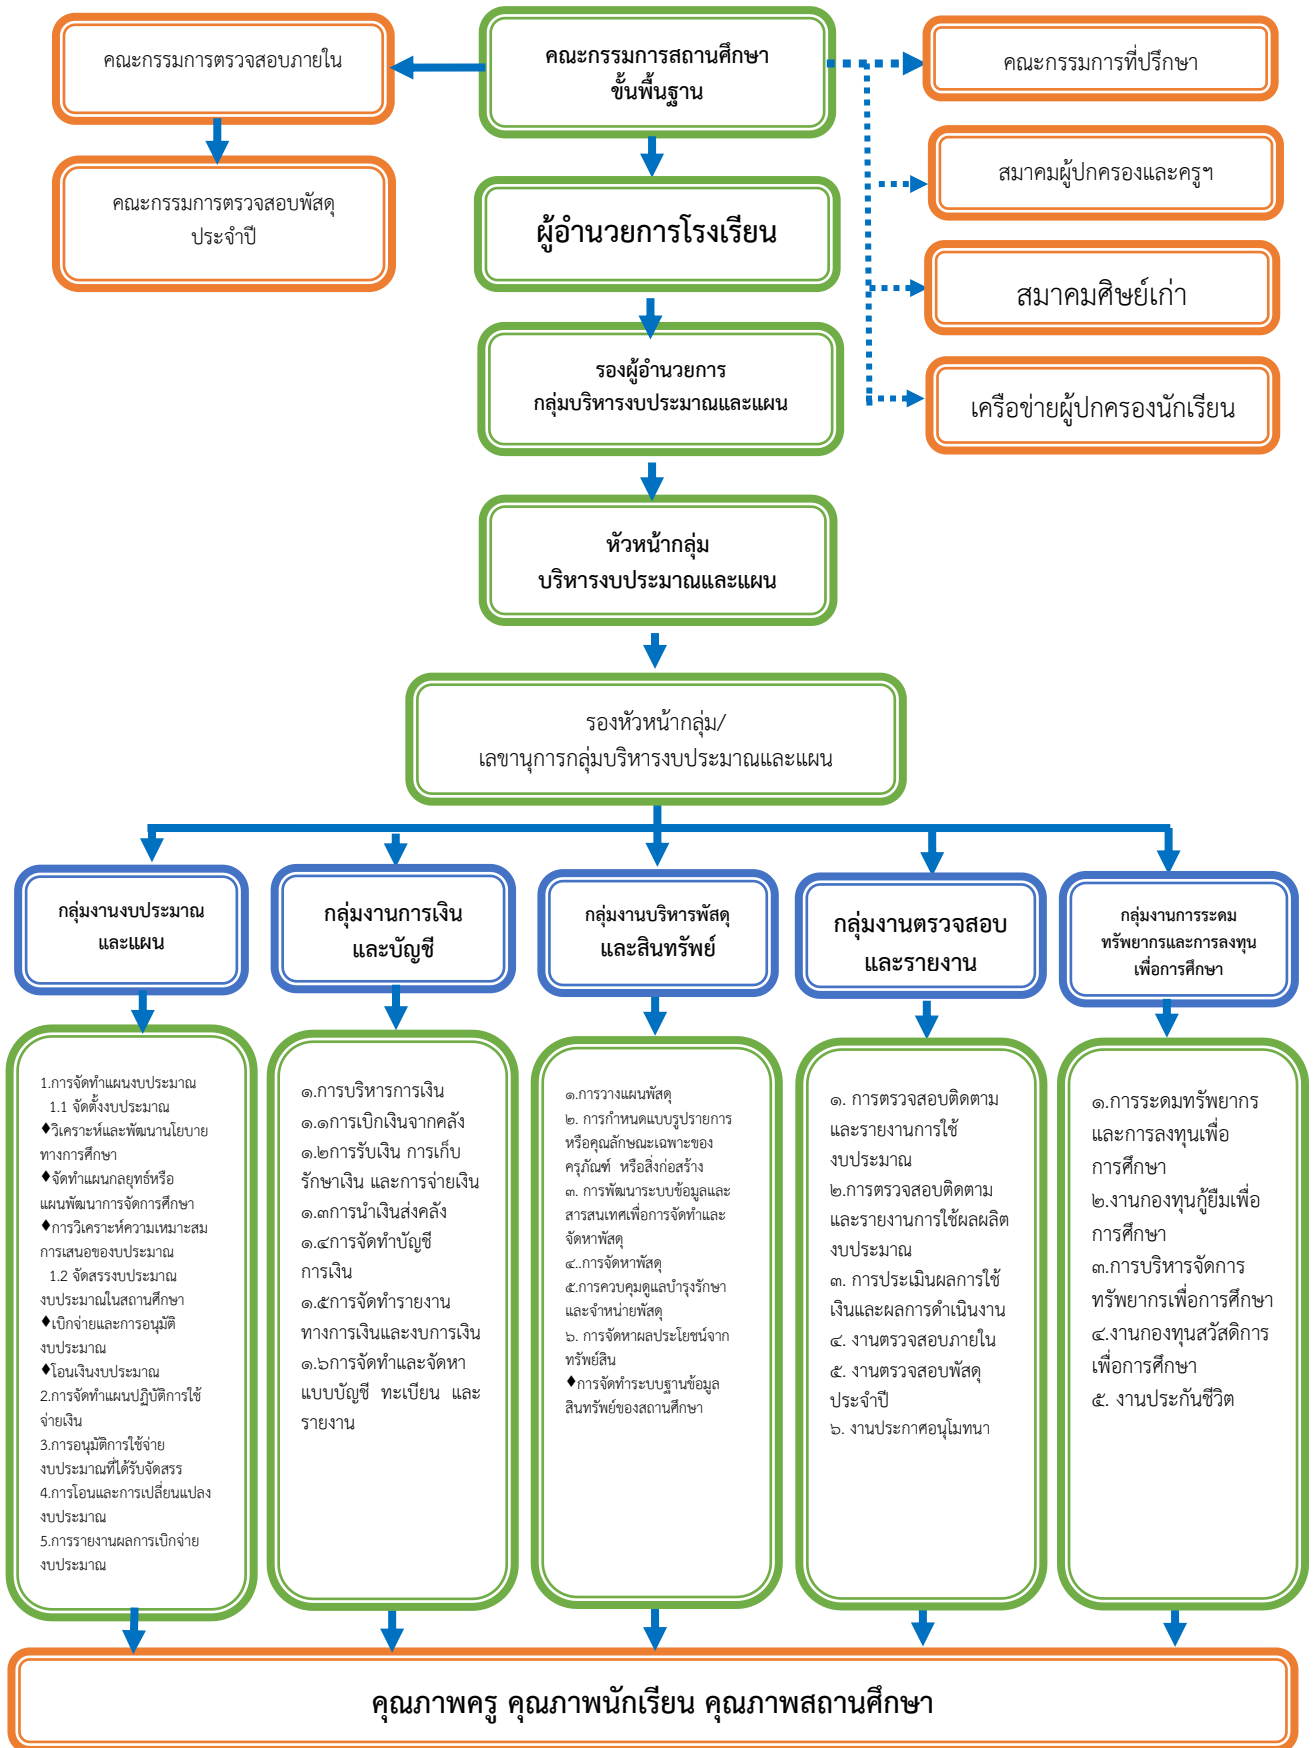 คณะกรรมการตรวจสอบภายใน
คณะกรรมการสถานศึกษา
ขั้นพื้นฐาน
คณะกรรมการที่ปรึกษา
คณะกรรมการตรวจสอบพัสดุ
ประจำปี
ผู้อำนวยการโรงเรียน
สมาคมผู้ปกครองและครูฯ
สมาคมศิษย์เก่า
รองผู้อำนวยการ
กลุ่มบริหารงบประมาณและแผน
เครือข่ายผู้ปกครองนักเรียน
หัวหน้ากลุ่ม
บริหารงบประมาณและแผน
รองหัวหน้ากลุ่ม/
เลขานุการกลุ่มบริหารงบประมาณและแผน
กลุ่มงานงบประมาณ
และแผน
กลุ่มงานการเงิน
และบัญชี
กลุ่มงานบริหารพัสดุ
และสินทรัพย์
กลุ่มงานตรวจสอบ
และรายงาน
กลุ่มงานการระดม
ทรัพยากรและการลงทุน
เพื่อการศึกษา
1.การจัดทำแผนงบประมาณ
1.1 จัดตั้งงบประมาณ
♦วิเคราะห์และพัฒนานโยบาย
ทางการศึกษา
♦จัดทำแผนกลยุทธ์หรือ
แผนพัฒนาการจัดการศึกษา
♦การวิเคราะห์ความเหมาะสม
การเสนอของบประมาณ
1.2 จัดสรรงบประมาณ
งบประมาณในสถานศึกษา
♦เบิกจ่ายและการอนุมัติ
งบประมาณ
♦โอนเงินงบประมาณ
2.การจัดทำแผนปฏิบัติการใช้
จ่ายเงิน
3.การอนุมัติการใช้จ่าย
งบประมาณที่ได้รับจัดสรร
4.การโอนและการเปลี่ยนแปลง
งบประมาณ
5.การรายงานผลการเบิกจ่าย
งบประมาณ
๑.การบริหารการเงิน
๑.๑การเบิกเงินจากคลัง
๑.๒การรับเงิน การเก็บ
รักษาเงิน และการจ่ายเงิน
๑.๓การนำเงินส่งคลัง
๑.๔การจัดทำบัญชี
การเงิน
๑.๕การจัดทำรายงาน
ทางการเงินและงบการเงิน
๑.๖การจัดทำและจัดหา
แบบบัญชี ทะเบียน และ
รายงาน
๑.การวางแผนพัสดุ
๒. การกำหนดแบบรูปรายการ
หรือคุณลักษณะเฉพาะของ
ครุภัณฑ์ หรือสิ่งก่อสร้าง
๓. การพัฒนาระบบข้อมูลและ
สารสนเทศเพื่อการจัดทำและ
จัดหาพัสดุ
๔..การจัดหาพัสดุ
๕.การควบคุมดูแลบำรุงรักษา
และจำหน่ายพัสดุ
๖. การจัดหาผลประโยชน์จาก
ทรัพย์สิน
♦การจัดทำระบบฐานข้อมูล
สินทรัพย์ของสถานศึกษา
๑. การตรวจสอบติดตาม
และรายงานการใช้
งบประมาณ
๒.การตรวจสอบติดตาม
และรายงานการใช้ผลผลิต
งบประมาณ
๓. การประเมินผลการใช้
เงินและผลการดำเนินงาน
๔. งานตรวจสอบภายใน
๕. งานตรวจสอบพัสดุ
ประจำปี
๖. งานประกาศอนุโมทนา
๑.การระดมทรัพยากร
และการลงทุนเพื่อ
การศึกษา
๒.งานกองทุนกู้ยืมเพื่อ
การศึกษา
๓.การบริหารจัดการ
ทรัพยากรเพื่อการศึกษา
๔.งานกองทุนสวัสดิการ
เพื่อการศึกษา
๕. งานประกันชีวิต
คุณภาพครู คุณภาพนักเรียน คุณภาพสถานศึกษา